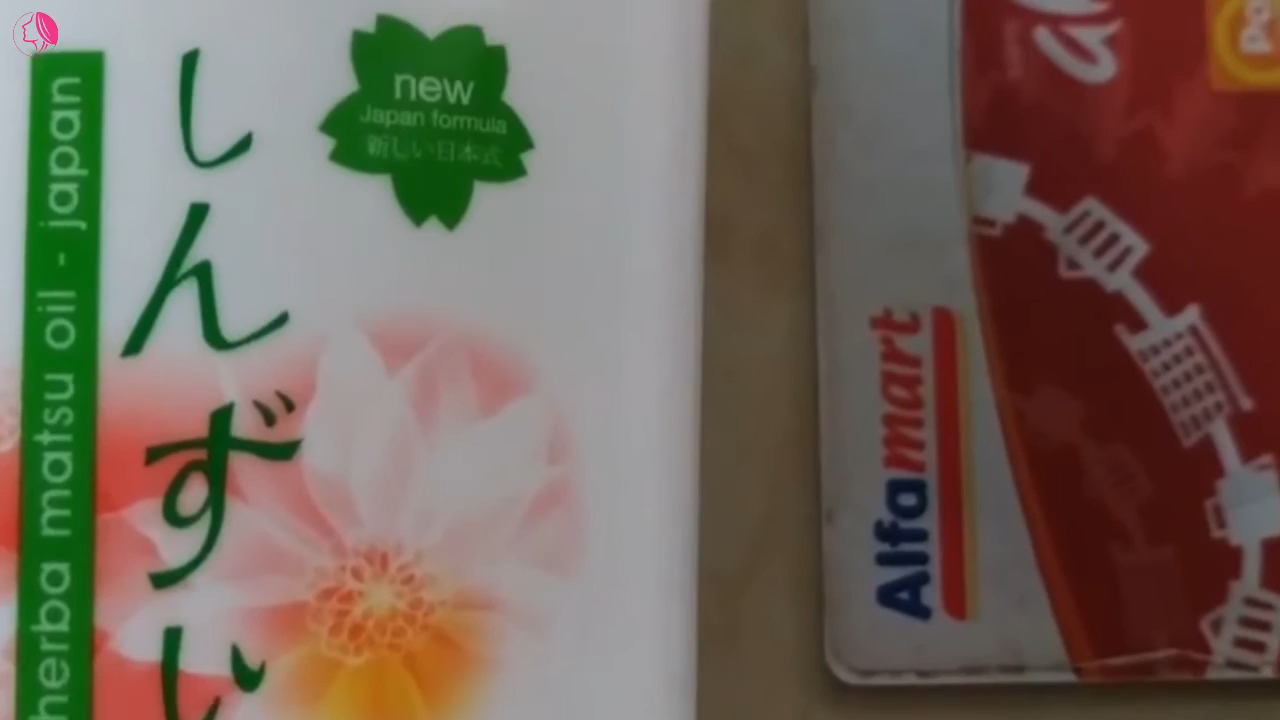 herba matsu oil - japan
しんずい
new
Japan formula
新しい日本式
Alfamart